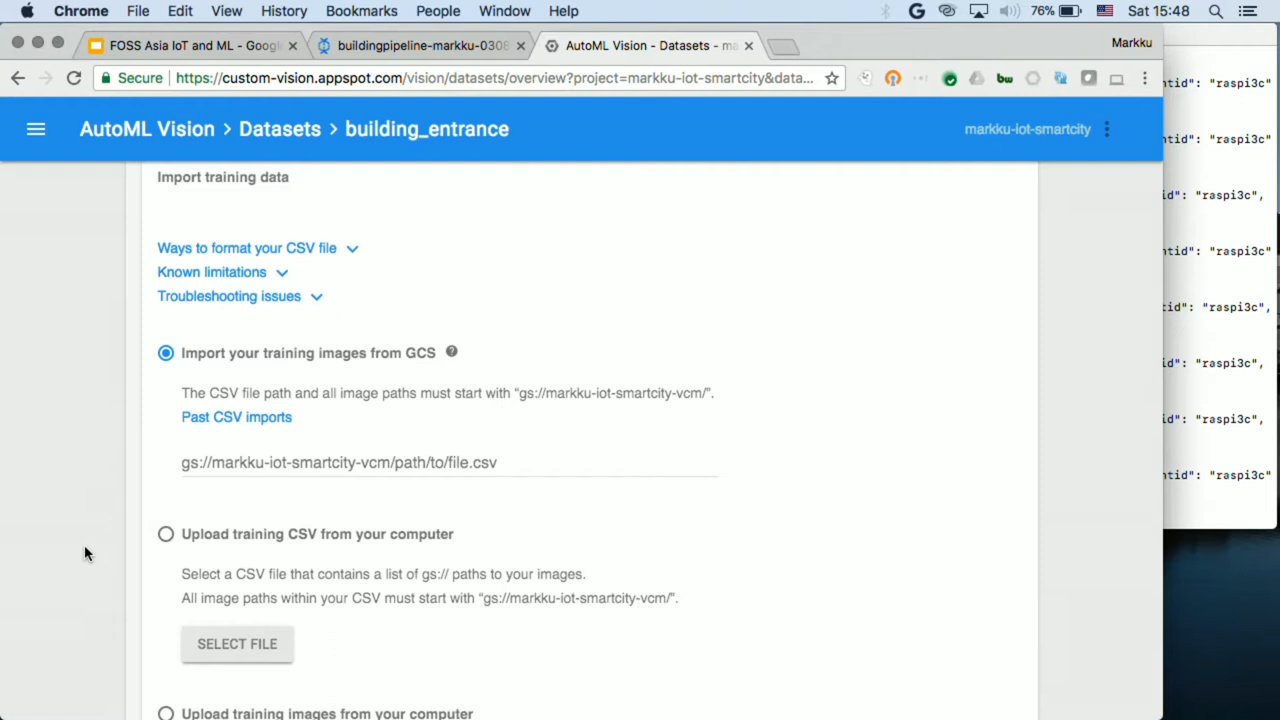 Chrome File Edit View History Bookmarks People Window Help 76% Sat 15:48
FOSS Asia IoT and ML - Googl buildingpipeline-markku-0308 AutoML Vision - Datasets - ma Markku
Secure https://custom-vision.appspot.com/vision/datasets/overview?project=markku-iot-smartcity&data...
AutoML Vision > Datasets > building_entrance markku-iot-smartcity
Import training data
Ways to format your CSV file
Known limitations
Troubleshooting issues
Import your training images from GCS
The CSV file path and all image paths must start with “gs://markku-iot-smartcity-vcm/”.
Past CSV imports
gs://markku-iot-smartcity-vcm/path/to/file.csv
Upload training CSV from your computer
Select a CSV file that contains a list of gs:// paths to your images.
All image paths within your CSV must start with “gs://markku-iot-smartcity-vcm/”.
SELECT FILE
Upload training images from your computer
ntid": "raspi3c"
ntid": "raspi3c"
id": "raspi3c",
ntid": "raspi3c"
tid": "raspi3c",
id": "raspi3c"
id": "raspi3c",
ntid": "raspi3c"